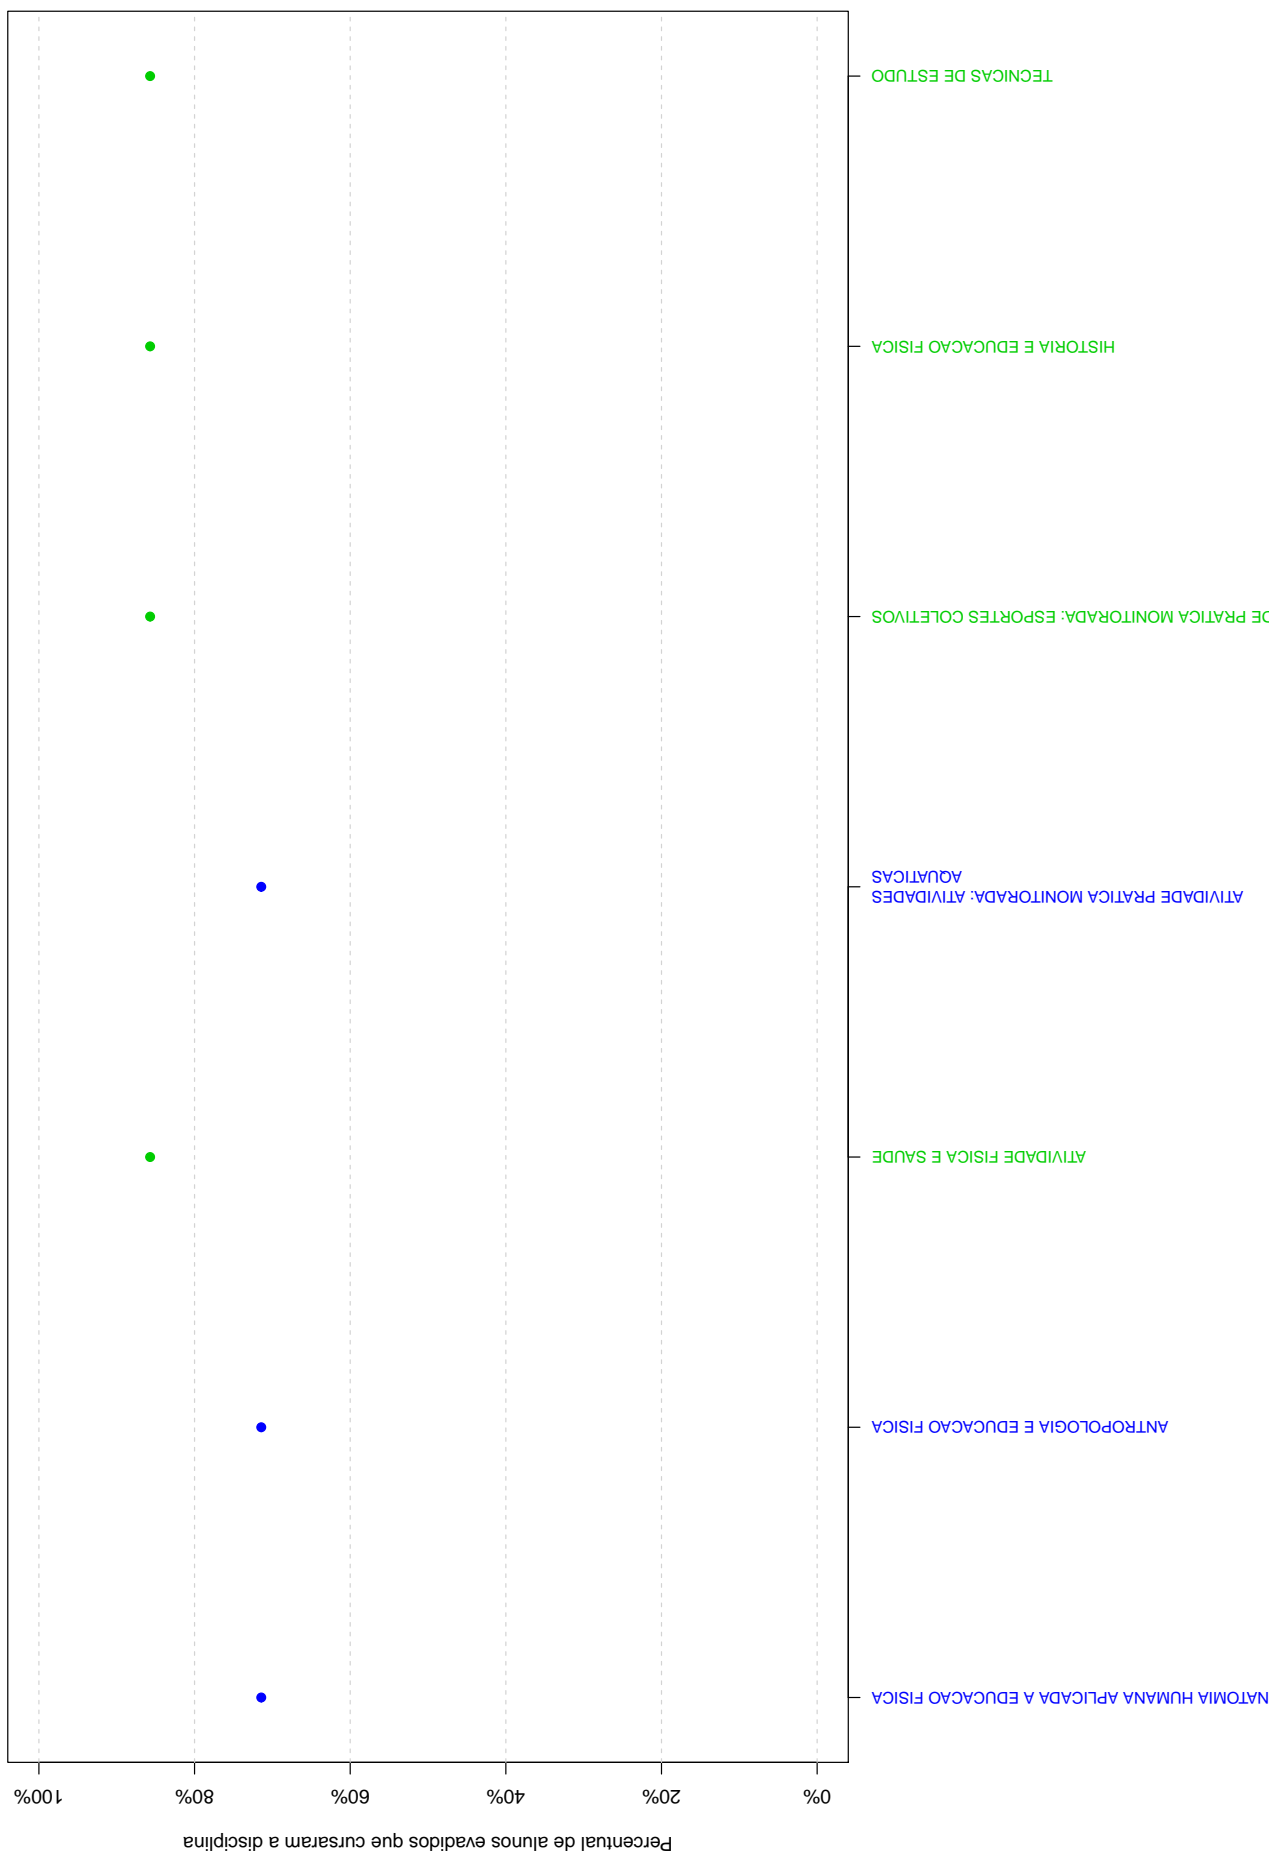 TECNICAS DE ESTUDO
HISTORIA E EDUCACAO FISICA
DE PRATICA MONITORADA: ESPORTES COLETIVOS
ATIVIDADE PRATICA MONITORADA: ATIVIDADES
AQUATICAS
ATIVIDADE FISICA E SAUDE
ANTROPOLOGIA E EDUCACAO FISICA
NATOMIA HUMANA APLICADA A EDUCACAO FISICA
0%
20%
40%
60%
80%
100%
Percentual de alunos evadidos que cursaram a disciplina